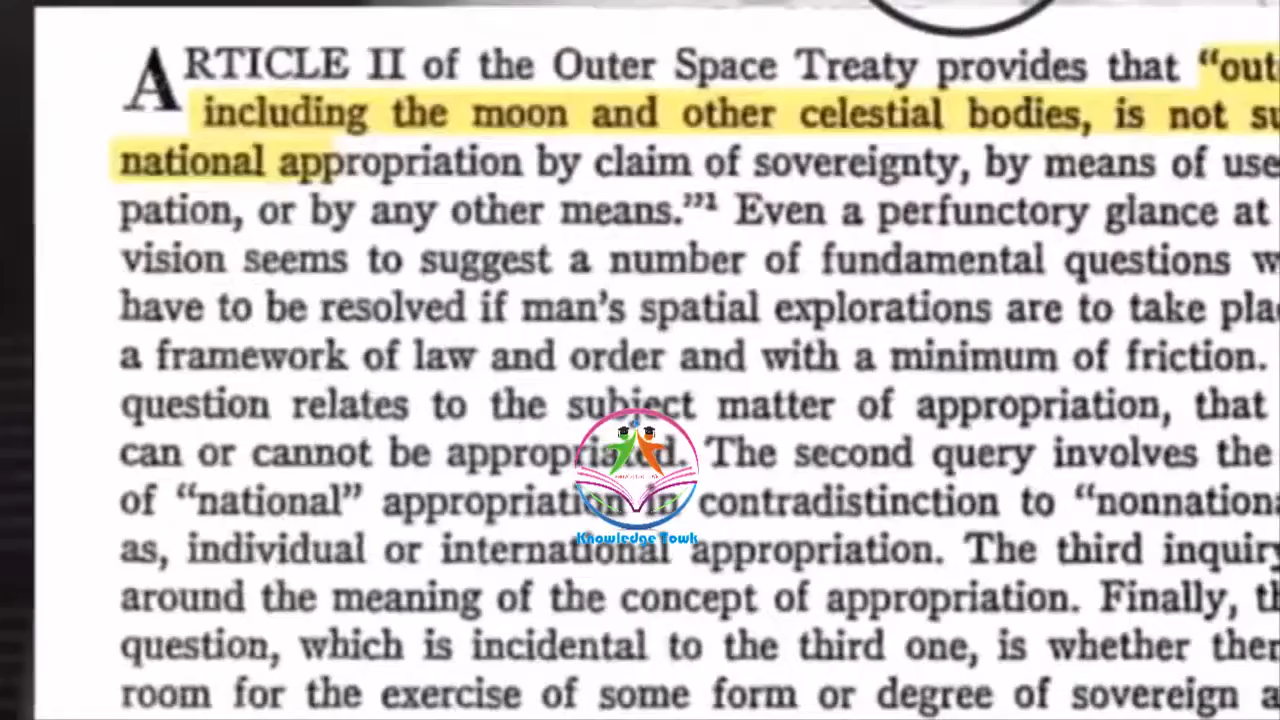 ARTICLE II of the Outer Space Treaty provides that “out
including the moon and other celestial bodies, is not su
national appropriation by claim of sovereignty, by means of use
pation, or by any other means.”1 Even a perfunctory glance at
vision seems to suggest a number of fundamental questions w
have to be resolved if man’s spatial explorations are to take pla
a framework of law and order and with a minimum of friction.
question relates to the subject matter of appropriation, that
can or cannot be appropriated. The second query involves the
of “national” appropriation in contradistinction to “nonnationa
as, individual or international appropriation. The third inquiry
around the meaning of the concept of appropriation. Finally, th
question, which is incidental to the third one, is whether ther
room for the exercise of some form or degree of sovereign a
Knowledge Towk